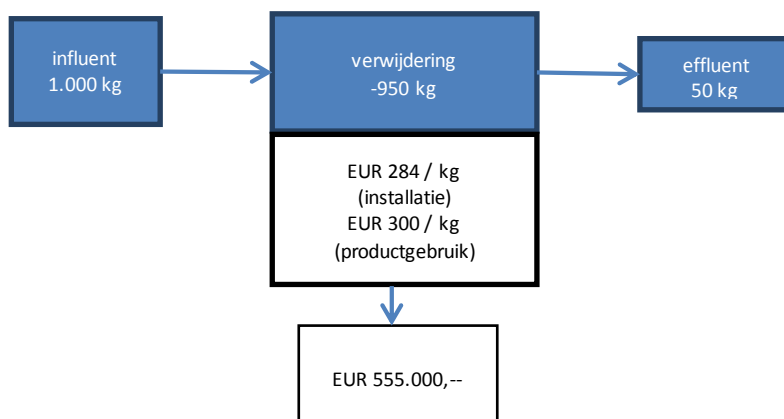 influent
1.000 kg
verwijdering
-950 kg
effluent
50 kg
EUR 284 / kg
(installatie)
EUR 300 / kg
(productgebruik)
EUR 555.000,--